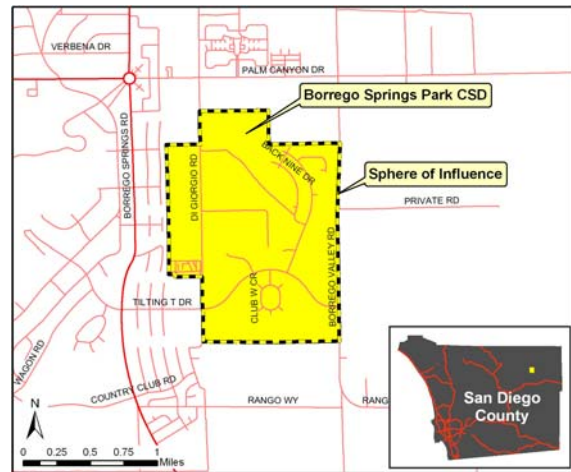 VERBENA DR
PALM CANYON DR
Borrego Springs Park CSD
BORREGO SPRINGS RD
DI GIORGIO RD
BACK NINE DR
Sphere of Influence
PRIVATE RD
BORREGO VALLEY RD
CLUB W CR
TILTING T DR
WAGON RD
COUNTRY CLUB RD
RANGO WY
RANG
San Diego
County
N
0 0.25 0.5 1
Miles